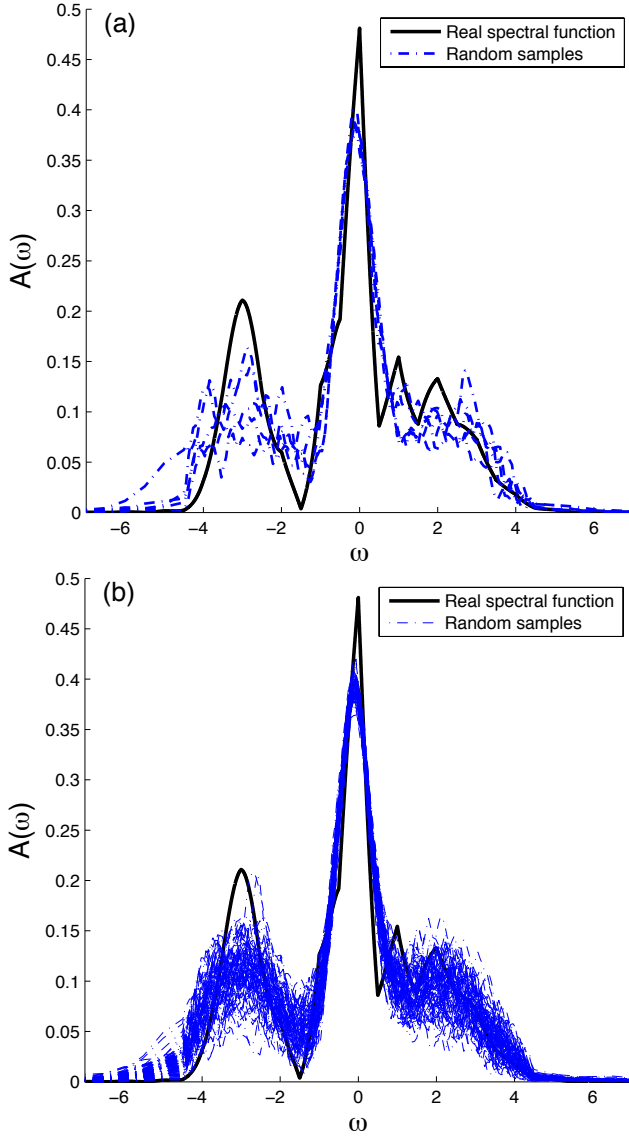 (a)
Real spectral function
Random samples
0.5
0.45
0.4
0.35
0.3
0.25
0.2
0.15
0.1
0.05
0
A(ω)
−6 −4 −2 0 2 4 6
ω
(b)
Real spectral function
Random samples
0.5
0.45
0.4
0.35
0.3
0.25
0.2
0.15
0.1
0.05
0
A(ω)
−6 −4 −2 0 2 4 6
ω